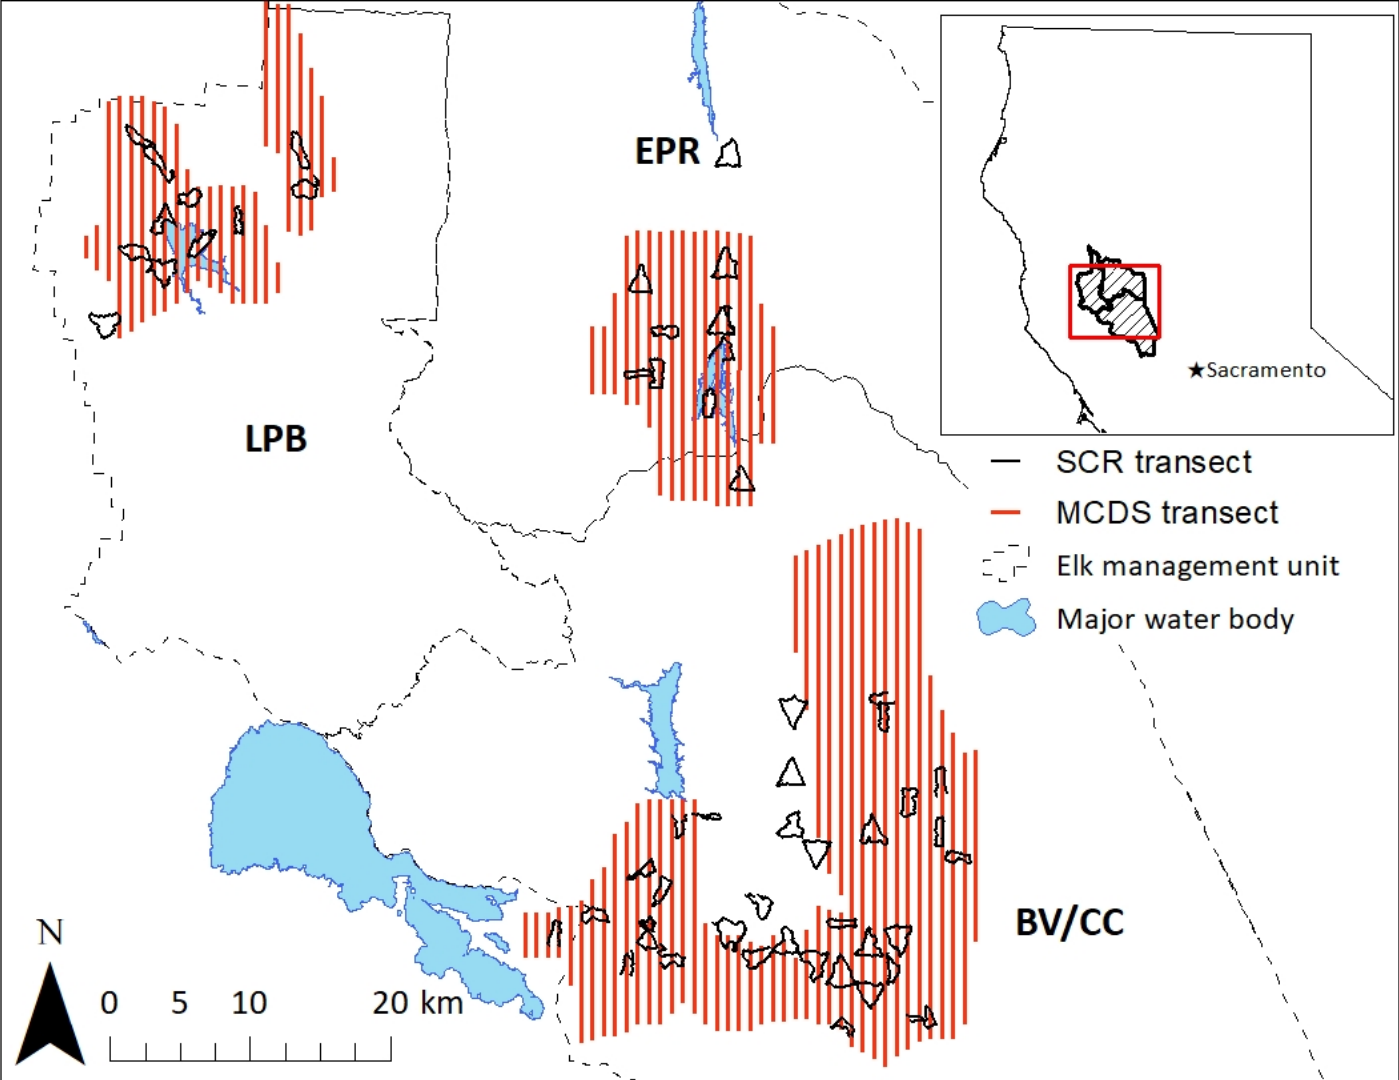 EPR
★Sacramento
LPB
SCR transect
MCDS transect
Elk management unit
Major water body
BV/CC
N
0 5 10 20 km